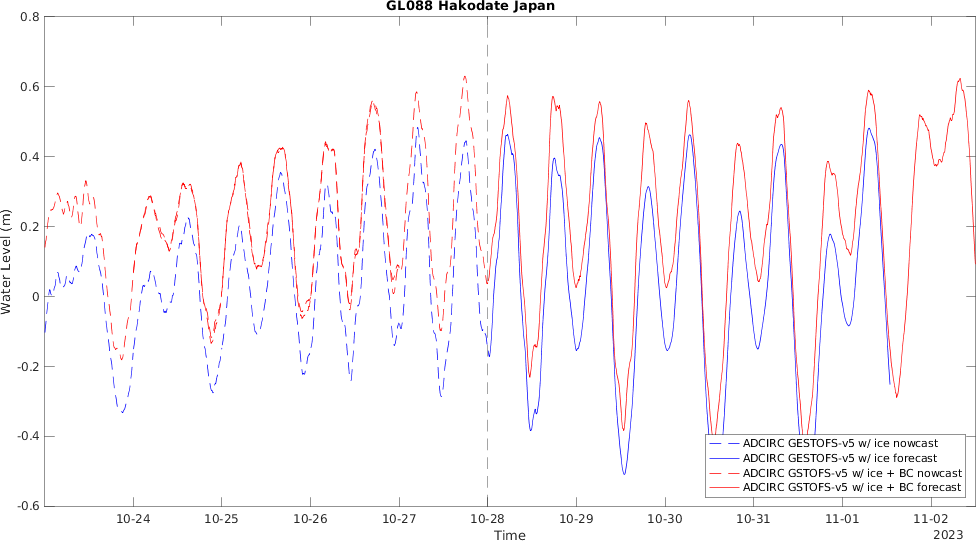 GL088 Hakodate Japan
0.8
0.6
0.4
0.2
0
-0.2
-0.4
-0.6
Water Level (m)
ADCIRC GESTOFS-v5 w/ ice nowcast
ADCIRC GESTOFS-v5 w/ ice forecast
ADCIRC GSTOFS-v5 w/ ice + BC nowcast
ADCIRC GSTOFS-v5 w/ ice + BC forecast
10-24 10-25 10-26 10-27 10-28 10-29 10-30 10-31 11-01 11-02
Time
2023